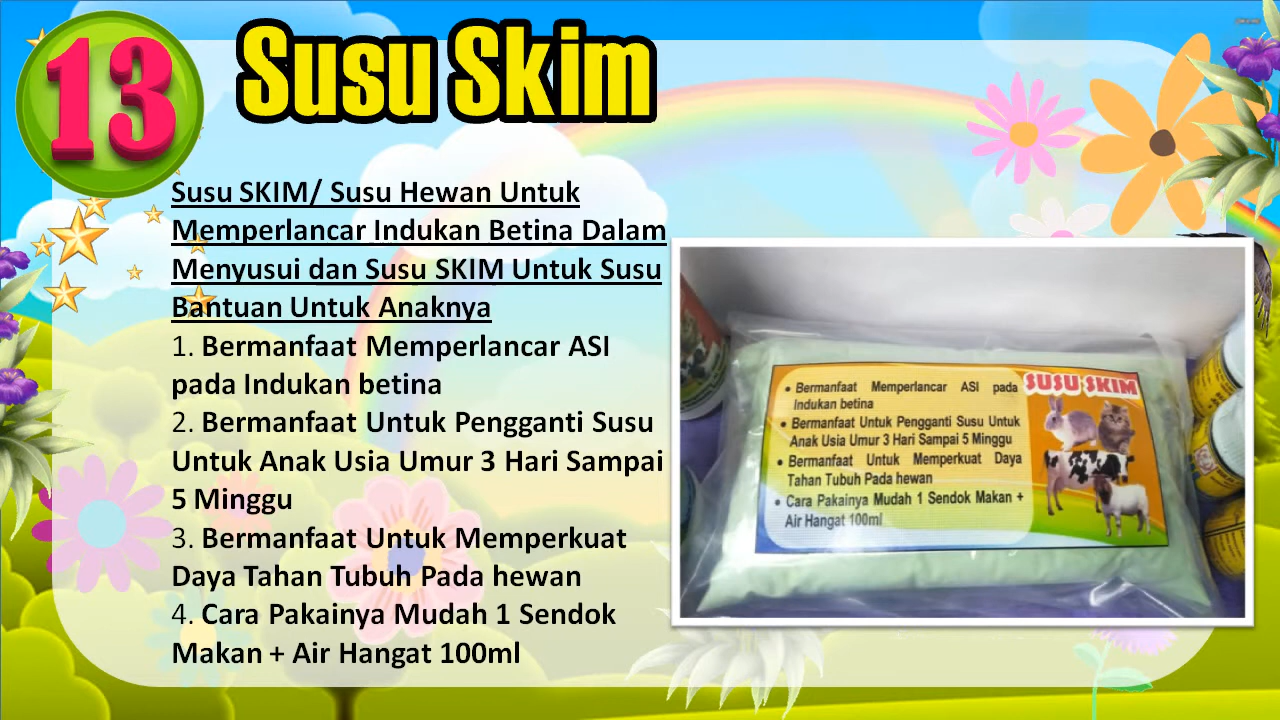 13
Susu Skim
Susu SKIM/ Susu Hewan Untuk
Memperlancar Indukan Betina Dalam
Menyusui dan Susu SKIM Untuk Susu
Bantuan Untuk Anaknya
1. Bermanfaat Memperlancar ASI
pada Indukan betina
2. Bermanfaat Untuk Pengganti Susu
Untuk Anak Usia Umur 3 Hari Sampai
5 Minggu
3. Bermanfaat Untuk Memperkuat
Daya Tahan Tubuh Pada hewan
4. Cara Pakainya Mudah 1 Sendok
Makan + Air Hangat 100ml
SUSU SKIM
• Bermanfaat Memperlancar ASI pada
Indukan betina
• Bermanfaat Untuk Pengganti Susu Untuk
Anak Usia Umur 3 Hari Sampai 5 Minggu
• Bermanfaat Untuk Memperkuat Daya
Tahan Tubuh Pada hewan
• Cara Pakainya Mudah 1 Sendok Makan +
Air Hangat 100ml